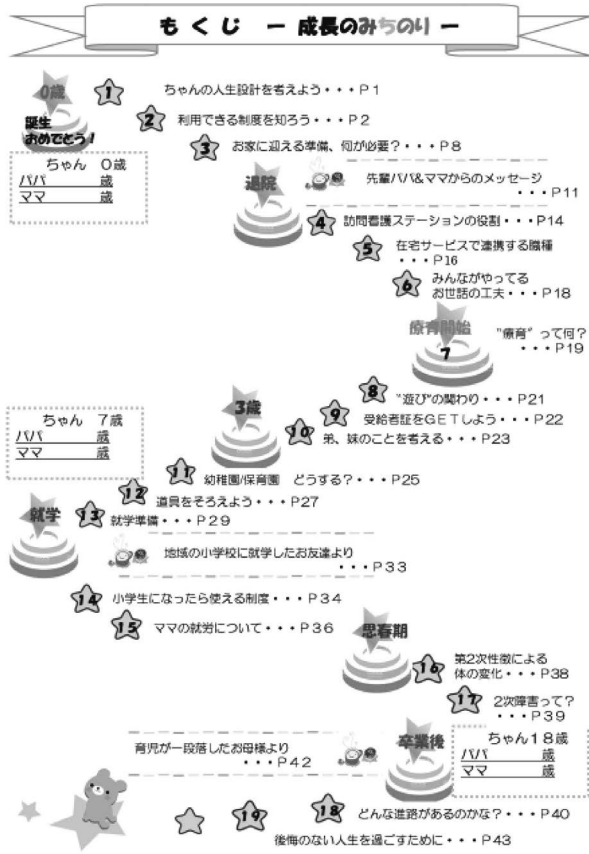 もくじ ー 成長のみちのり ー
0歳
誕生
おめでとう！
1 ちゃんの人生設計を考えよう・・・P1
2 利用できる制度を知ろう・・・P2
3 お家に迎える準備、何が必要？・・・P8
ちゃん 0歳
パパ 歳
ママ 歳
退院
先輩パパ&ママからのメッセージ
・・・P11
4 訪問看護ステーションの役割・・・P14
5 在宅サービスで連携する職種
・・・P16
6 みんながやってる
お世話の工夫・・・P18
療育開始
7 "療育" って何？
・・・P19
8 "遊び"の関わり・・・P21
3歳
9 受給者証をGETしよう・・・P22
10 弟、妹のことを考える・・・P23
ちゃん 7歳
パパ 歳
ママ 歳
11 幼稚園/保育園 どうする？・・・P25
12 道具をそろえよう・・・P27
就学
13 就学準備・・・P29
地域の小学校に就学したお友達より
・・・P33
14 小学生になったら使える制度・・・P34
15 ママの就労について・・・P36
思春期
16 第2次性徴による
体の変化・・・P38
17 2次障害って？
・・・P39
育児が一段落したお母様より
・・・P42
卒業後
ちゃん18歳
パパ 歳
ママ 歳
18 どんな進路があるのかな？・・・P40
19
後悔のない人生を過ごすために・・・P43